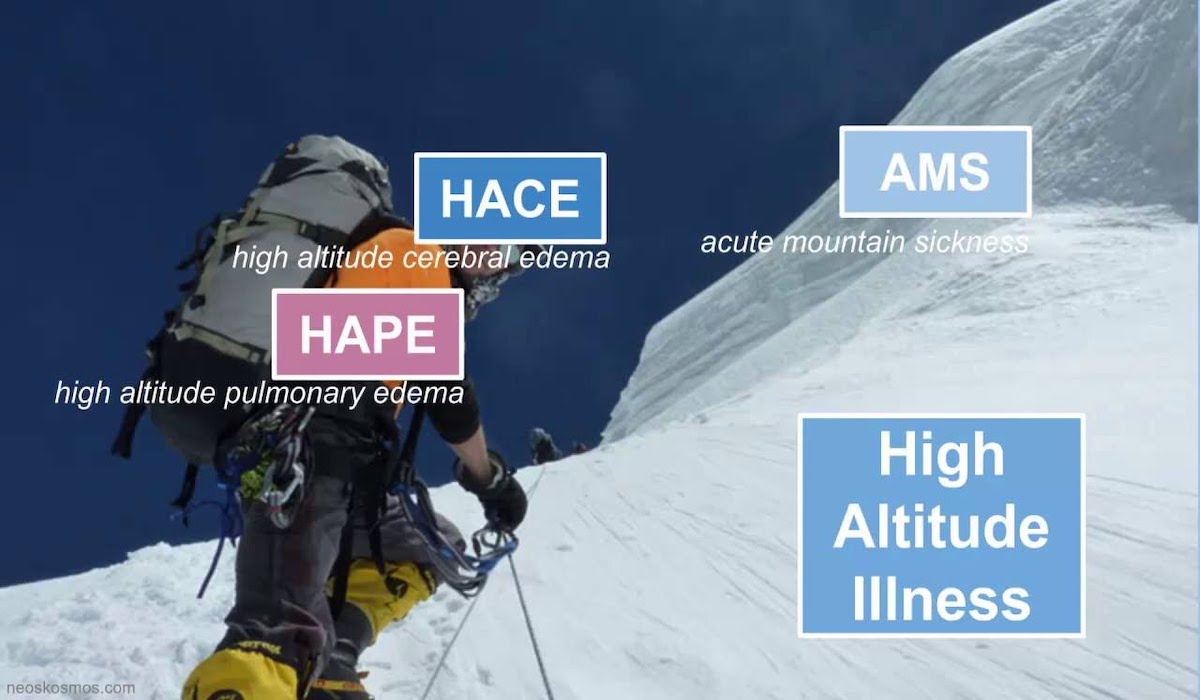 HACE
high altitude cerebral edema
AMS
acute mountain sickness
HAPE
high altitude pulmonary edema
High
Altitude
Illness
neoskosmos.com